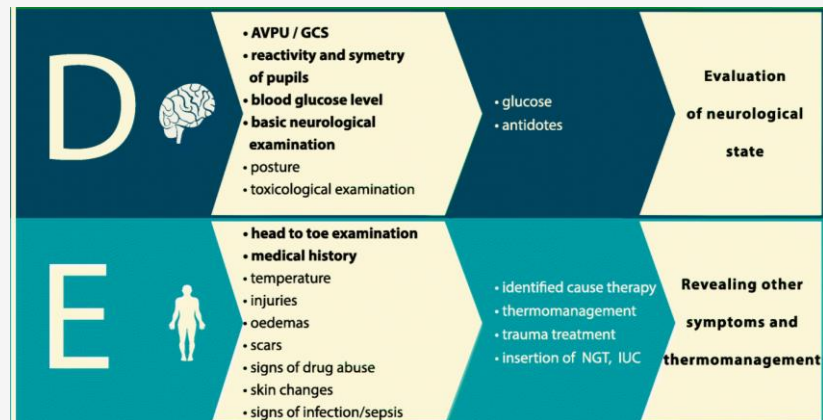 D
• AVPU / GCS
• reactivity and symetry
of pupils
• blood glucose level
• basic neurological
examination
• posture
• toxicological examination
• glucose
• antidotes
Evaluation
of neurological
state
E
• head to toe examination
• medical history
• temperature
• injuries
• oedemas
• scars
• signs of drug abuse
• skin changes
• signs of infection/sepsis
• identified cause therapy
• thermomanagement
• trauma treatment
• insertion of NGT, IUC
Revealing other
symptoms and
thermomanagement